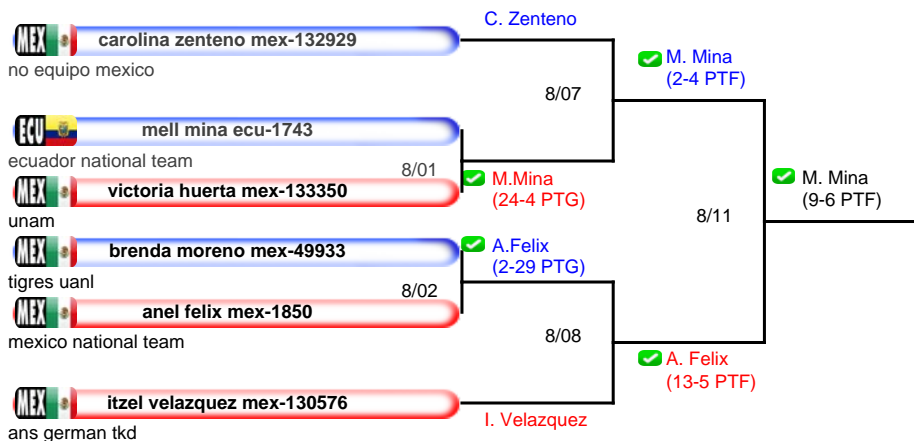 C. Zenteno
MEX carolina zenteno mex-132929
no equipo mexico
M. Mina
(2-4 PTF)
8/07
ECU mell mina ecu-1743
ecuador national team
8/01
MEX victoria huerta mex-133350
unam
M.Mina
(24-4 PTG)
M. Mina
(9-6 PTF)
8/11
MEX brenda moreno mex-49933
tigres uanl
A.Felix
(2-29 PTG)
8/02
MEX anel felix mex-1850
mexico national team
8/08
A. Felix
(13-5 PTF)
MEX itzel velazquez mex-130576
ans german tkd
I. Velazquez